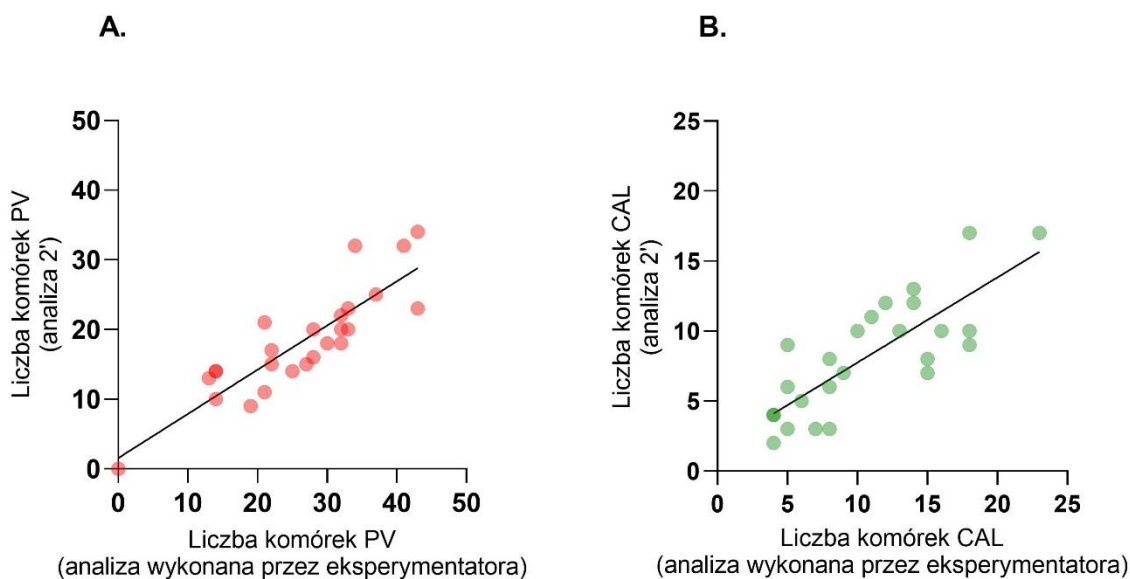 A.
B.
50
40
30
20
10
0
0 10 20 30 40 50
Liczba komórek PV
(analiza 2')
Liczba komórek PV
(analiza wykonana przez eksperymentatora)
25
20
15
10
5
0
0 5 10 15 20 25
Liczba komórek CAL
(analiza 2')
Liczba komórek CAL
(analiza wykonana przez eksperymentatora)